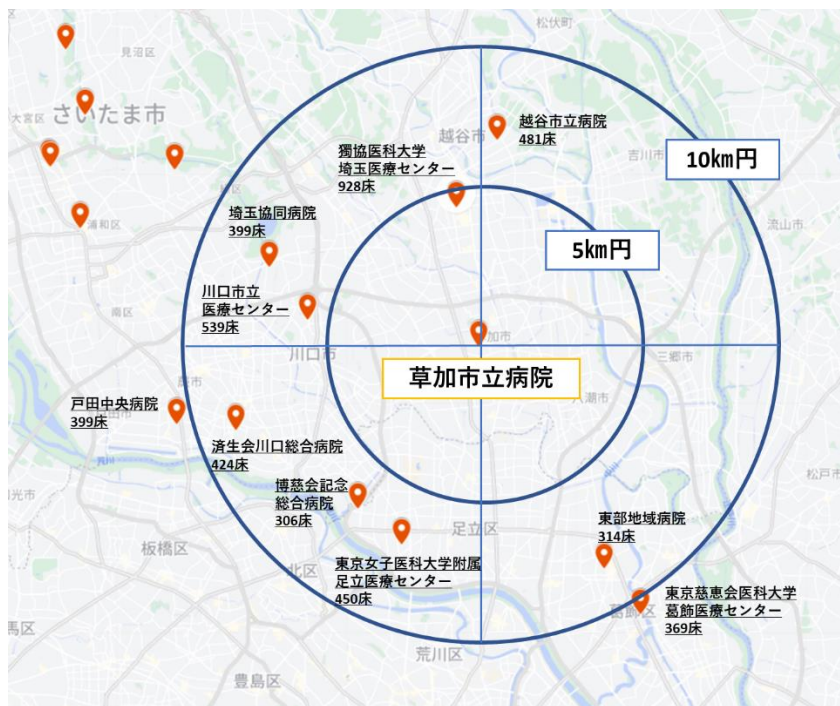 松伏町
見沼区
大宮区
さいたま市
越谷市
越谷市立病院
481床
吉川市
10km円
獨協医科大学
埼玉医療センター
928床
緑区
浦和区
流山市
埼玉協同病院
399床
5km円
川口市立
医療センター
539床
南区
川口市
加市
三郷市
草加市立病院
八潮市
蕨市
戸田中央病院
399床
田市
済生会川口総合病院
424床
荒川
松戸市
和光市
博慈会記念
総合病院
306床
足立区
東部地域病院
314床
板橋区
北区
東京女子医科大学附属
足立医療センター
450床
東京慈恵会医科大学
葛飾医療センター
369床
葛飾区
馬区
荒川区
豊島区